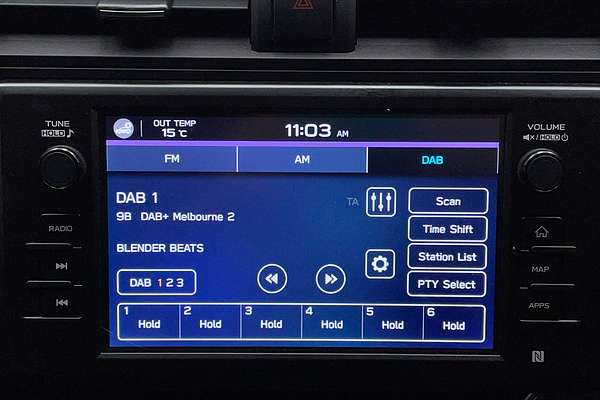 TUNE
HOLD
OUT TEMP
15 °C
11:03 AM
VOLUME
HOLD
FM AM DAB
DAB 1
TA
Scan
9B DAB+ Melbourne 2
Time Shift
RADIO
BLENDER BEATS
Station List
MAP
DAB 1 2 3
PTY Select
APPS
1 2 3 4 5 6
Hold Hold Hold Hold Hold Hold